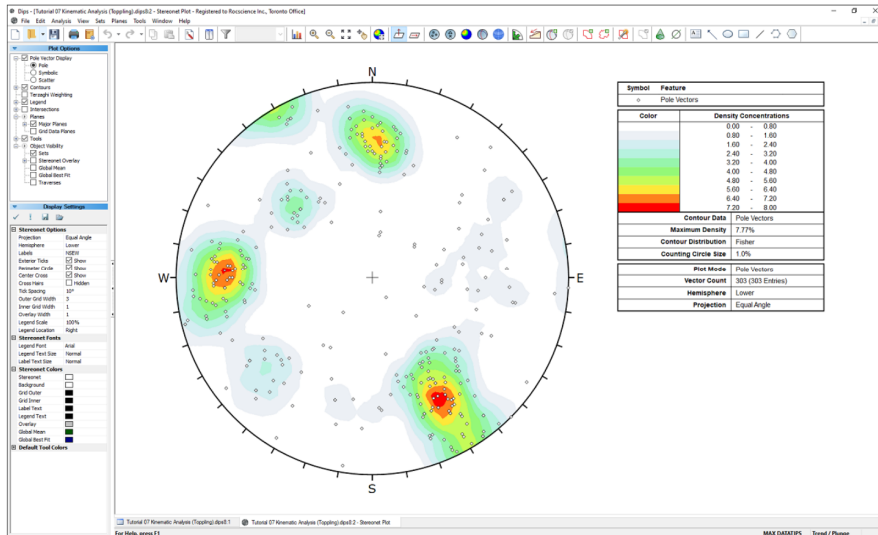 Dips - [Tutorial 07 Kinematic Analysis (Toppling).dips8:2 - Stereonet Plot - Registered to Rocscience Inc., Toronto Office]
File Edit Analysis View Sets Planes Tools Window Help
Plot Options
Pole Vector Display
Pole
Symbolic
Scatter
Contours
Terzaghi Weighting
Legend
Intersections
Planes
Major Planes
Grid Data Planes
Tools
Object Visibility
Sets
Stereonet Overlay
Global Mean
Global Best Fit
Traverses
Display Settings
Stereonet Options
Projection Equal Angle
Hemisphere Lower
Labels NSEW
Exterior Ticks Show
Perimeter Circle Show
Center Cross Show
Cross Hairs Hidden
Tick Spacing 10°
Outer Grid Width 3
Inner Grid Width 1
Overlay Width 1
Legend Scale 100%
Legend Location Right
Stereonet Fonts
Legend Font Arial
Legend Text Size Normal
Label Text Size Normal
Stereonet Colors
Stereonet
Background
Grid Outer
Grid Inner
Label Text
Legend Text
Overlay
Global Mean
Global Best Fit
Default Tool Colors
N
W
E
S
Symbol Feature
Pole Vectors
Color Density Concentrations
0.00 - 0.80
0.80 - 1.60
1.60 - 2.40
2.40 - 3.20
3.20 - 4.00
4.00 - 4.80
4.80 - 5.60
5.60 - 6.40
6.40 - 7.20
7.20 - 8.00
Contour Data Pole Vectors
Maximum Density 7.77%
Contour Distribution Fisher
Counting Circle Size 1.0%
Plot Mode Pole Vectors
Vector Count 303 (303 Entries)
Hemisphere Lower
Projection Equal Angle
Tutorial 07 Kinematic Analysis (Toppling).dips8:1 Tutorial 07 Kinematic Analysis (Toppling).dips8:2 - Stereonet Plot
For Help, press F1 MAX DATATIPS Trend / Plunge